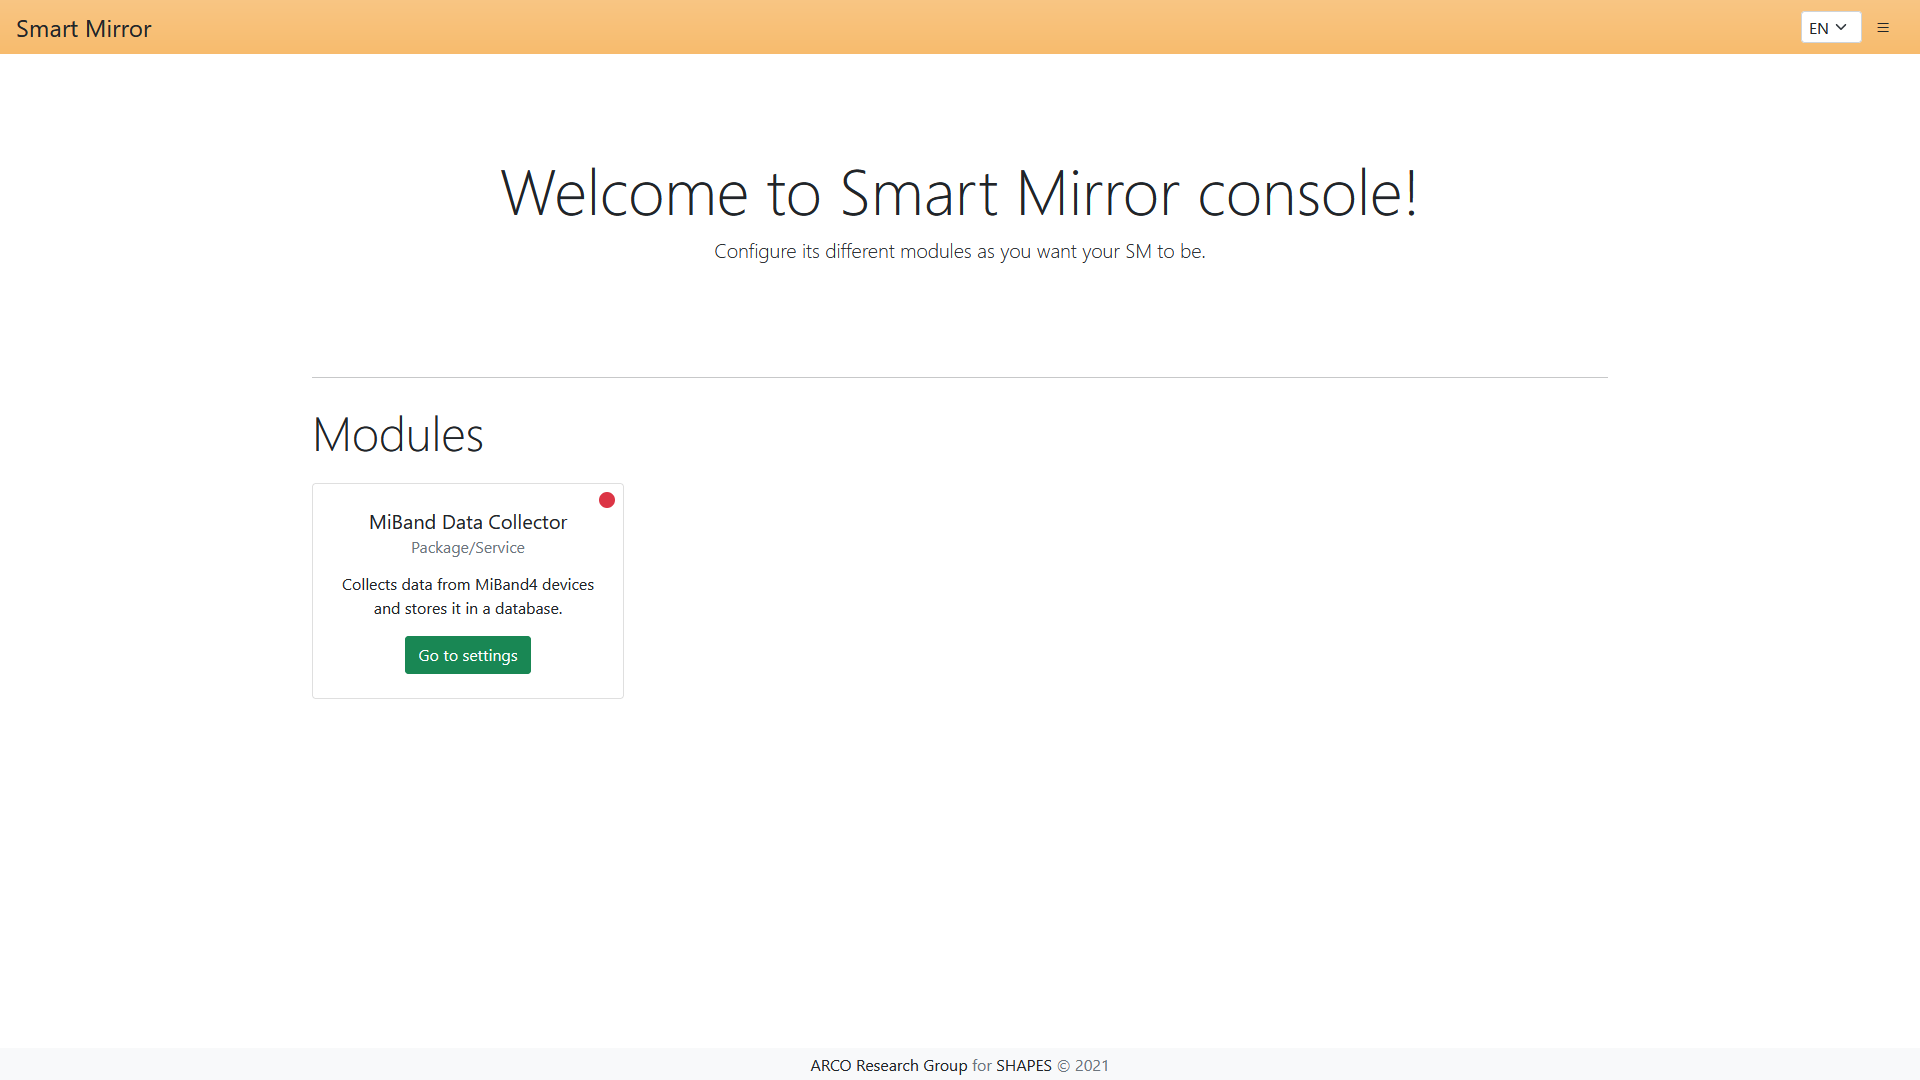 Smart Mirror
EN
Welcome to Smart Mirror console!
Configure its different modules as you want your SM to be.
Modules
MiBand Data Collector
Package/Service
Collects data from MiBand4 devices
and stores it in a database.
Go to settings
ARCO Research Group for SHAPES © 2021